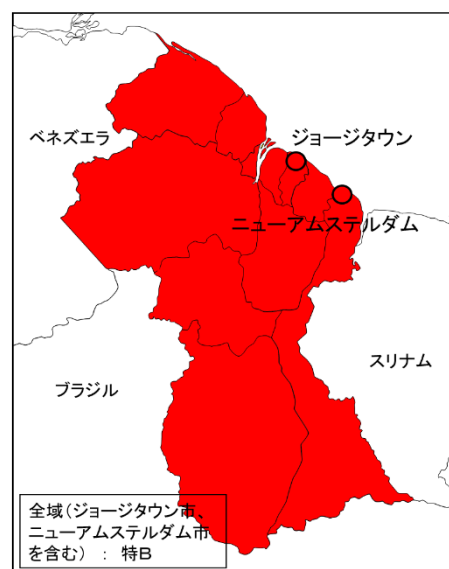 ベネズエラ
ジョージタウン
ニューアムステルダム
スリナム
ブラジル
全域(ジョージタウン市、
ニューアムステルダム市
を含む) : 特B